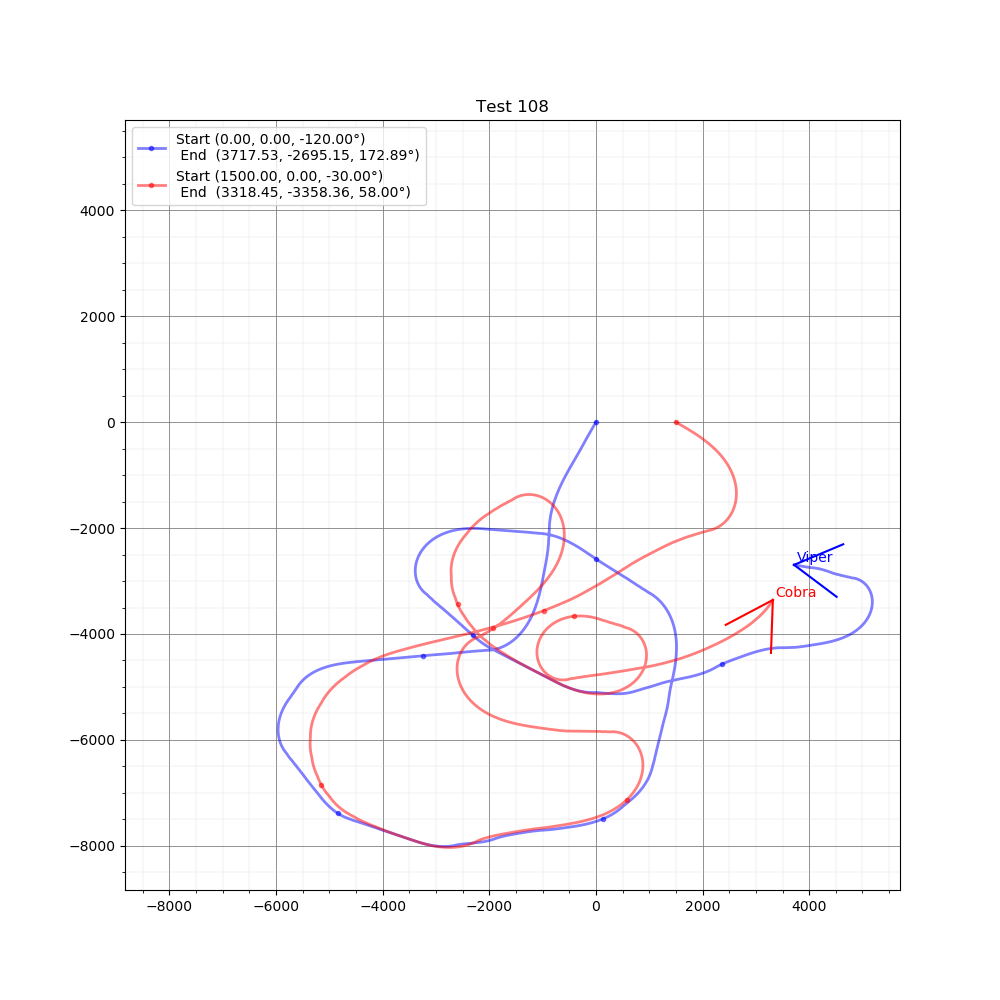 Test 108
Start (0.00, 0.00, -120.00°)
End  (3717.53, -2695.15, 172.89°)
Start (1500.00, 0.00, -30.00°)
End  (3318.45, -3358.36, 58.00°)
4000
2000
0
−2000
−4000
−6000
−8000
Viper
Cobra
−8000 −6000 −4000 −2000 0 2000 4000